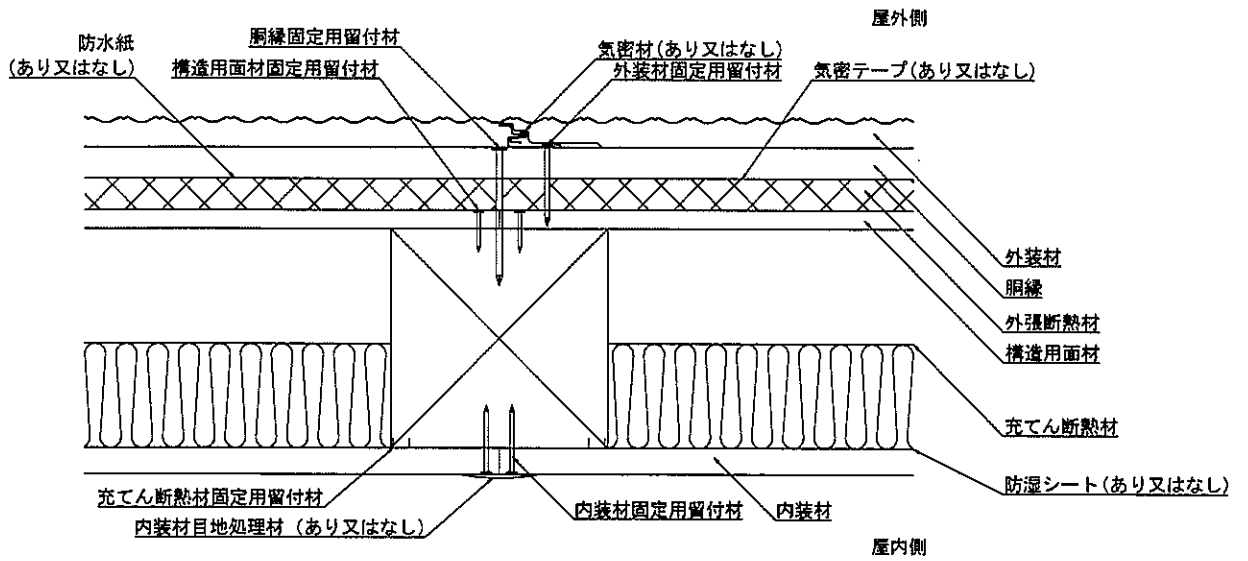 屋外側
防水紙
(あり又はなし)
胴縁固定用留付材
構造用面材固定用留付材
気密材(あり又はなし)
外装材固定用留付材
気密テープ(あり又はなし)
外装材
胴縁
外張断熱材
構造用面材
充てん断熱材
防湿シート(あり又はなし)
充てん断熱材固定用留付材
内装材目地処理材 (あり又はなし)
内装材固定用留付材
内装材
屋内側